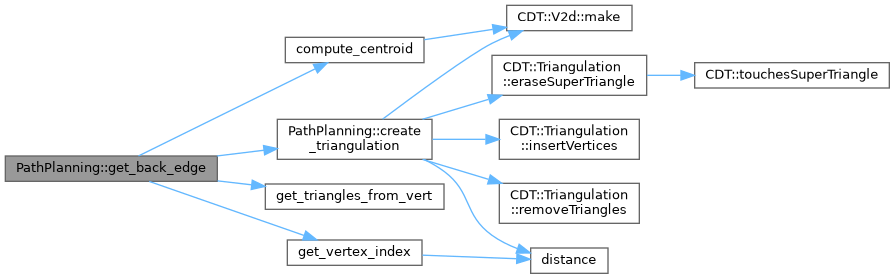 PathPlanning::get_back_edge
compute_centroid
PathPlanning::create
_triangulation
get_triangles_from_vert
get_vertex_index
CDT::V2d::make
CDT::Triangulation
::eraseSuperTriangle
CDT::Triangulation
::insertVertices
CDT::Triangulation
::removeTriangles
distance
CDT::touchesSuperTriangle